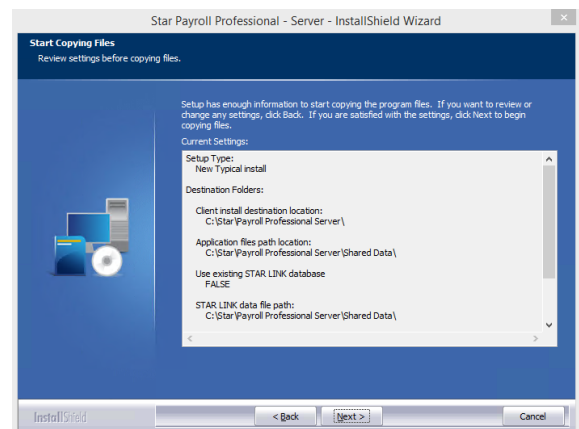 Star Payroll Professional - Server - InstallShield Wizard
Start Copying Files
Review settings before copying files.
Setup has enough information to start copying the program files. If you want to review or
change any settings, click Back. If you are satisfied with the settings, click Next to begin
copying files.
Current Settings:
Setup Type:
New Typical install
Destination Folders:
Client install destination location:
C:\Star\Payroll Professional Server\
Application files path location:
C:\Star\Payroll Professional Server\Shared Data\
Use existing STAR LINK database
FALSE
STAR LINK data file path:
C:\Star\Payroll Professional Server\Shared Data\
InstallShield
< Back
Next >
Cancel